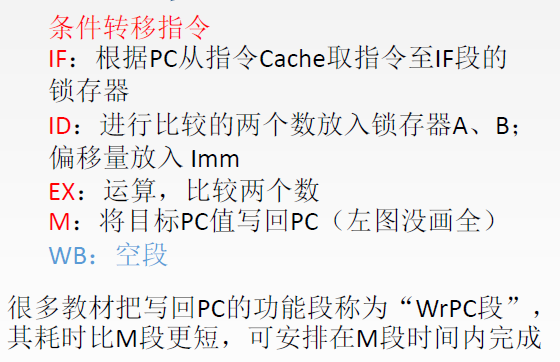 条件转移指令
IF：根据PC从指令Cache取指令至IF段的
锁存器
ID：进行比较的两个数放入锁存器A、B；
偏移量放入 Imm
EX：运算，比较两个数
M：将目标PC值写回PC（左图没画全）
WB：空段
很多教材把写回PC的功能段称为“WrPC段”，
其耗时比M段更短，可安排在M段时间内完成